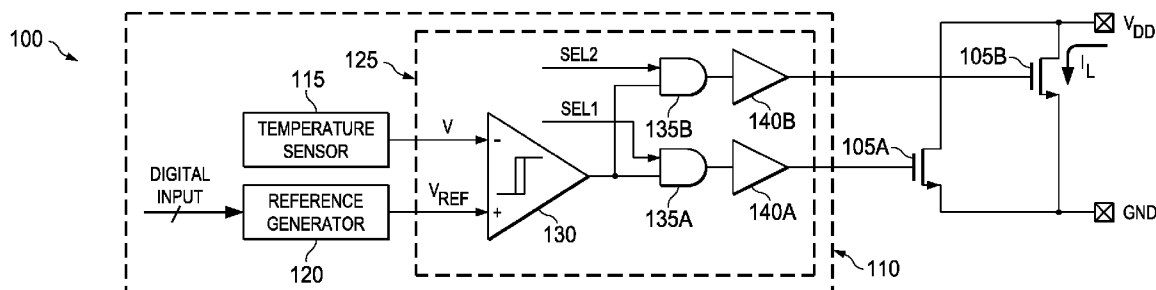 100
125
SEL2
105B
V_DD
I_L
115
TEMPERATURE
SENSOR
V
-
SEL1
135B
140B
105A
DIGITAL
INPUT
REFERENCE
GENERATOR
V_REF
+
130
135A
140A
GND
120
110